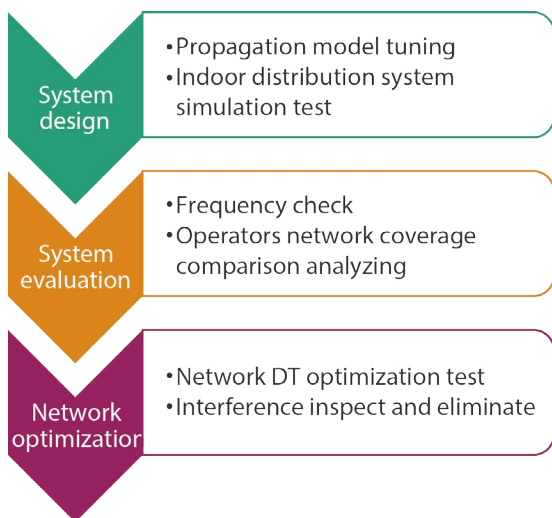 System
design
• Propagation model tuning
• Indoor distribution system
simulation test
System
evaluation
• Frequency check
• Operators network coverage
comparison analyzing
Network
optimization
• Network DT optimization test
• Interference inspect and eliminate